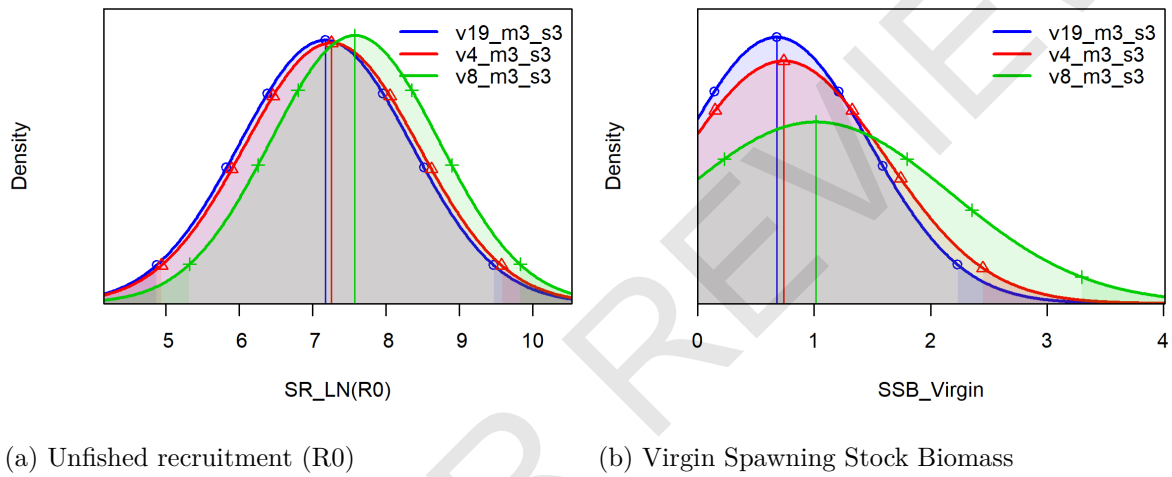 v19_m3_s3
v4_m3_s3
v8_m3_s3
Density
5 6 7 8 9 10
SR_LN(R0)
v19_m3_s3
v4_m3_s3
v8_m3_s3
Density
0 1 2 3 4
SSB_Virgin
(a) Unfished recruitment (R0)
(b) Virgin Spawning Stock Biomass
R REVIE